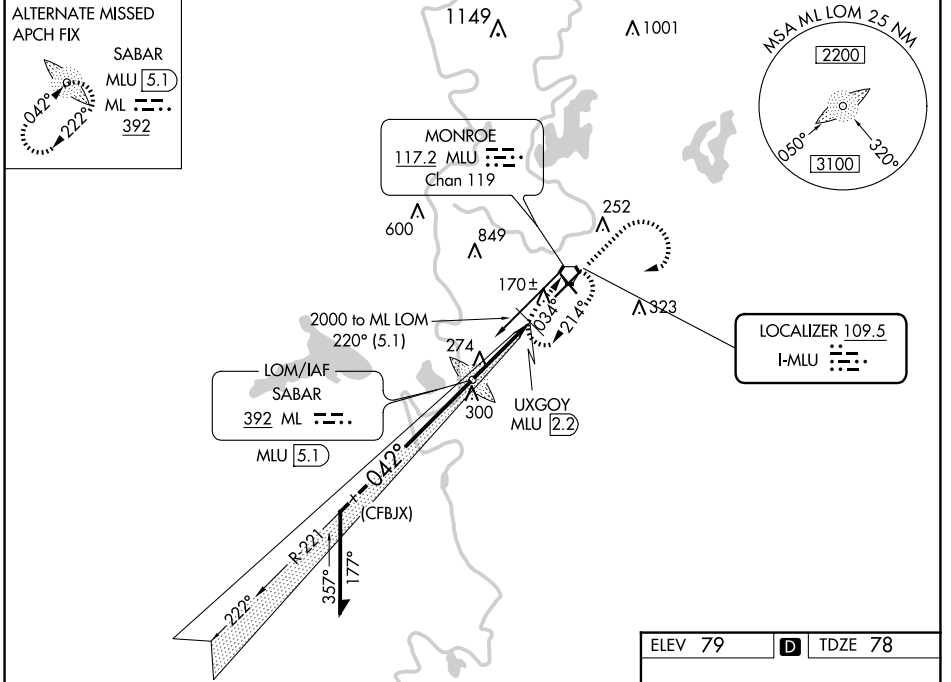 ALTERNATE MISSED
APCH FIX
SABAR
MLU 5.1
ML
392
042°
222°
1149
1001
MSA ML LOM 25 NM
2200
050°
320°
3100
MONROE
117.2 MLU
Chan 119
600
849
252
170±
034°
214°
323
2000 to ML LOM
220° (5.1)
274
LOCALIZER 109.5
I-MLU
LOM/IAF
SABAR
392 ML
MLU 5.1
300
UXGOY
MLU 2.2
042°
(CFBJX)
R-221
222°
357°
177°
ELEV 79 D TDZE 78